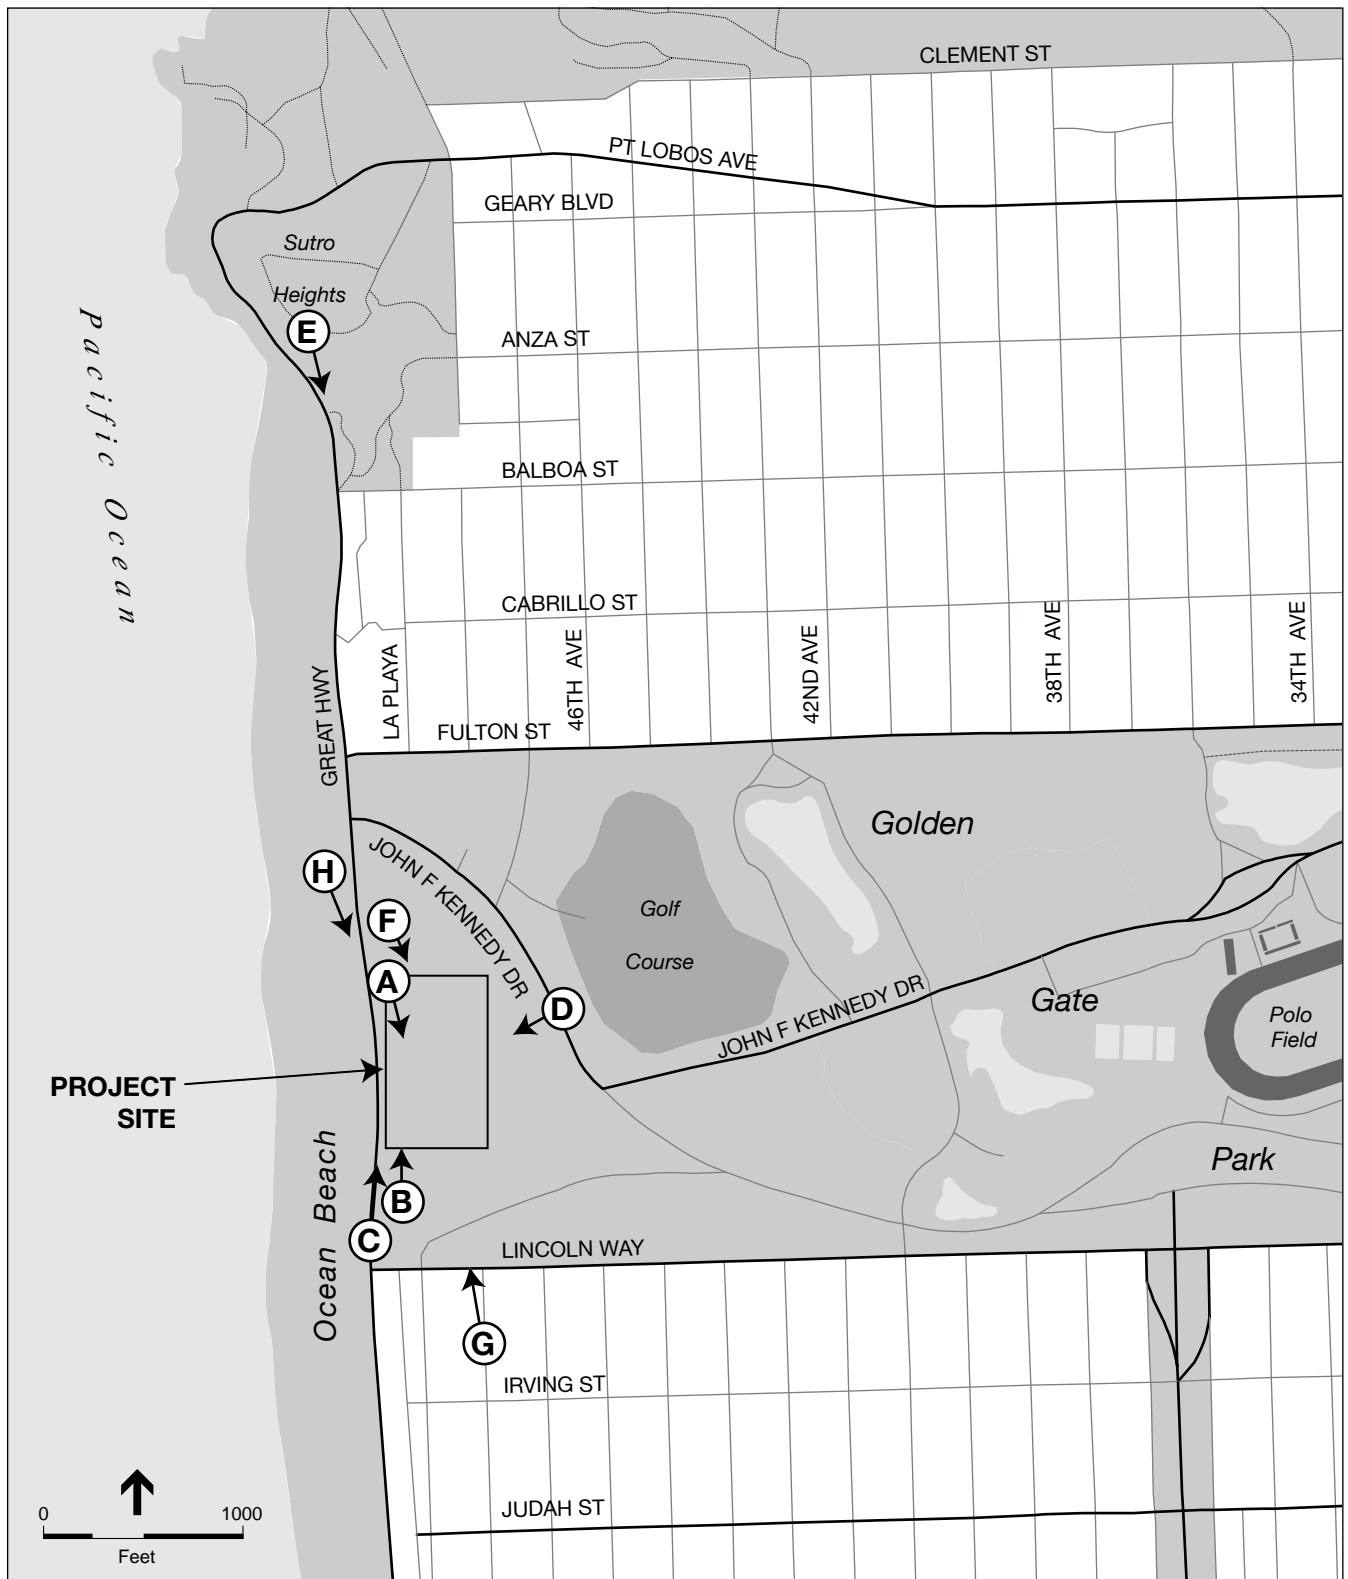 CLEMENT ST
PT LOBOS AVE
GEARY BLVD
Sutro
Heights
E
ANZA ST
Pacific Ocean
BALBOA ST
CABRILLO ST
GREAT HWY
LA PLAYA
46TH AVE
42ND AVE
38TH AVE
34TH AVE
FULTON ST
Golden
JOHN F KENNEDY DR
H
F
Golf
Course
A
D
JOHN F KENNEDY DR
Gate
Polo
Field
PROJECT
SITE
Ocean Beach
B
C
Park
LINCOLN WAY
G
IRVING ST
JUDAH ST
0 1000
Feet